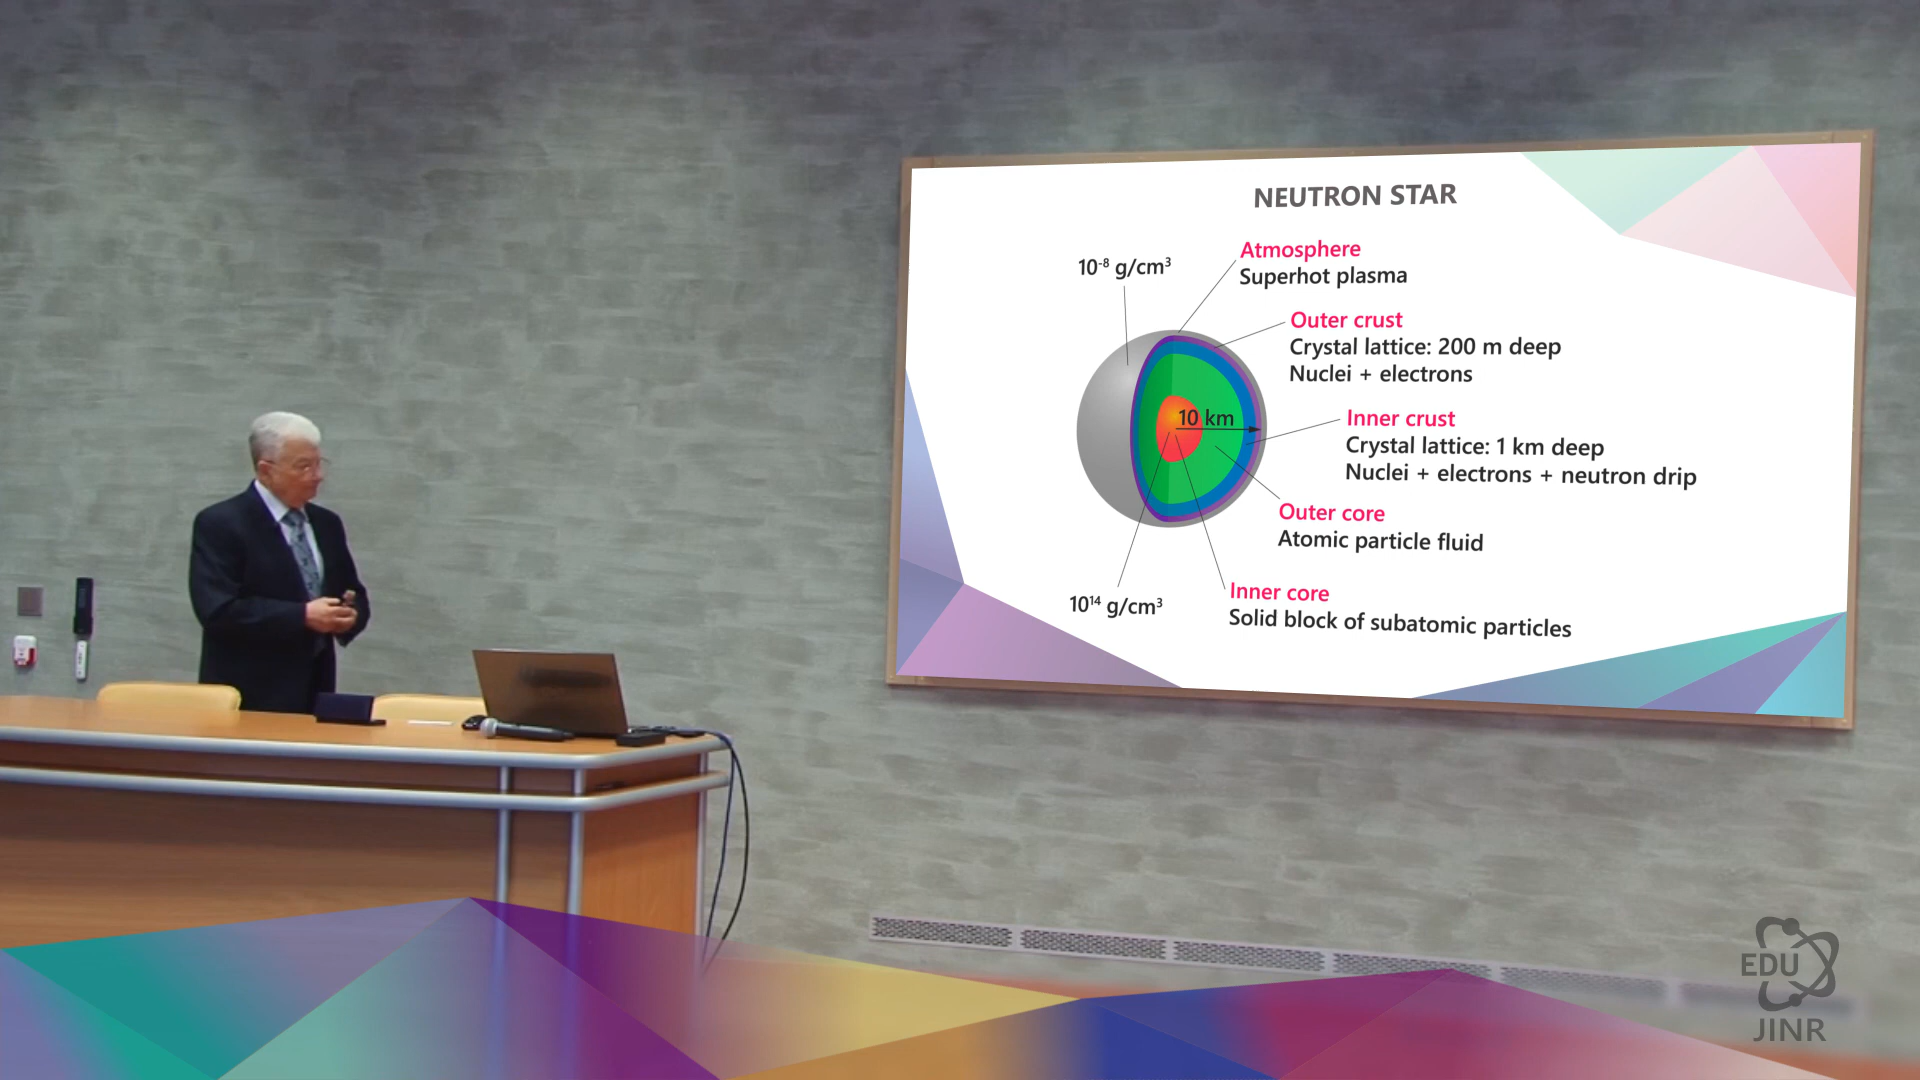 NEUTRON STAR
10⁻⁸ g/cm³
Atmosphere
Superhot plasma
Outer crust
Crystal lattice: 200 m deep
Nuclei + electrons
10 km
Inner crust
Crystal lattice: 1 km deep
Nuclei + electrons + neutron drip
Outer core
Atomic particle fluid
10¹⁴ g/cm³
Inner core
Solid block of subatomic particles
EDU
JINR